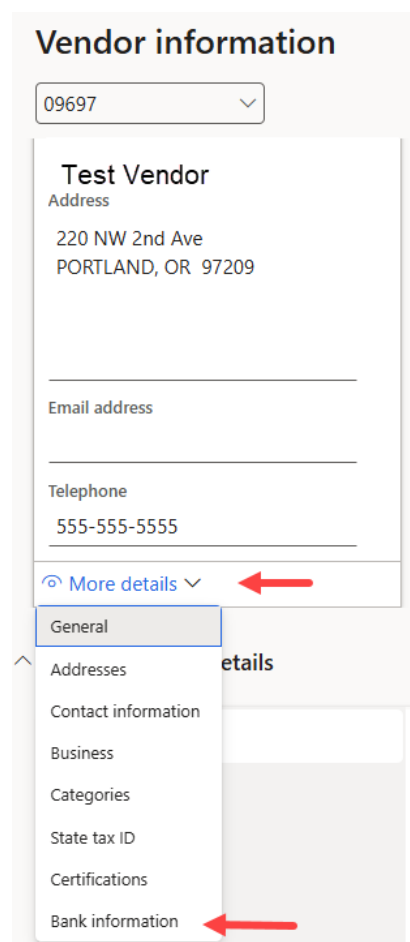 Vendor information
09697
Test Vendor
Address
220 NW 2nd Ave
PORTLAND, OR 97209
Email address
Telephone
555-555-5555
More details
General
Addresses
etails
Contact information
Business
Categories
State tax ID
Certifications
Bank information